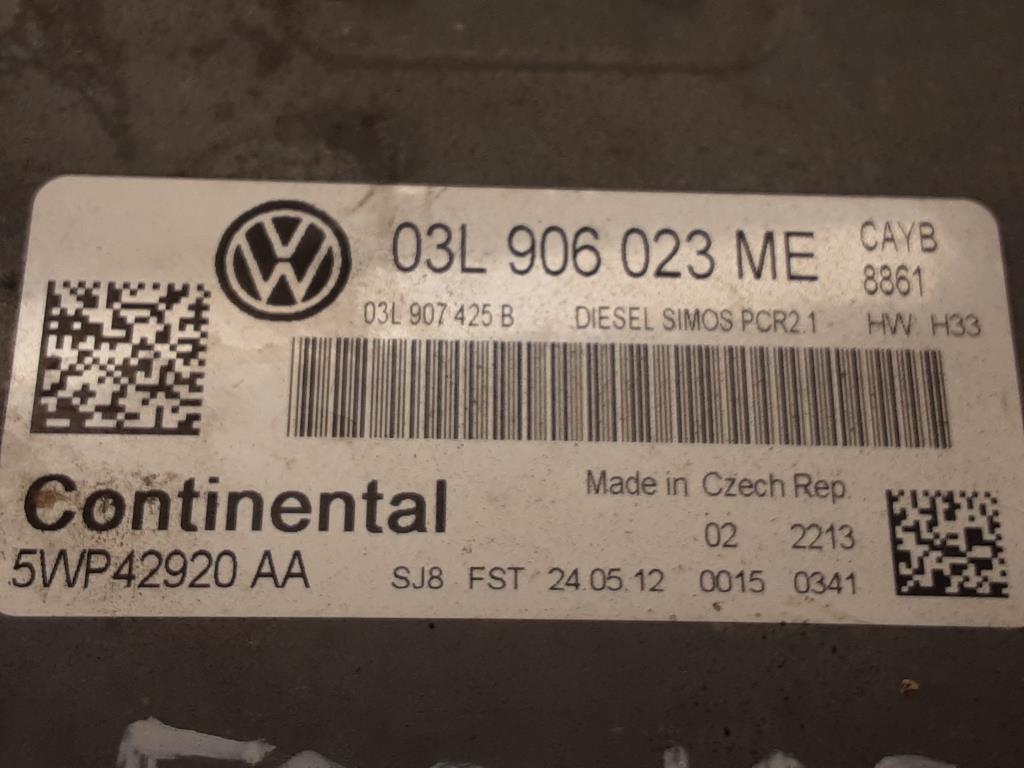 03L 906 023 ME CAYB
8861
03L 907 425 B DIESEL SIMOS PCR2.1 HW H33
Continental Made in Czech Rep.
02 2213
5WP42920 AA SJ8 FST 24.05.12 0015 0341